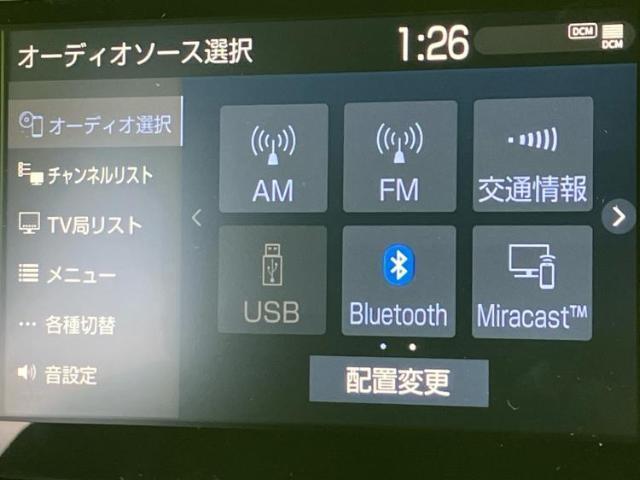 オーディオソース選択
1:26
DCM
DCM
オーディオ選択
チャンネルリスト
TV局リスト
メニュー
各種切替
音設定
AM
FM
交通情報
USB
Bluetooth
Miracast™
配置変更